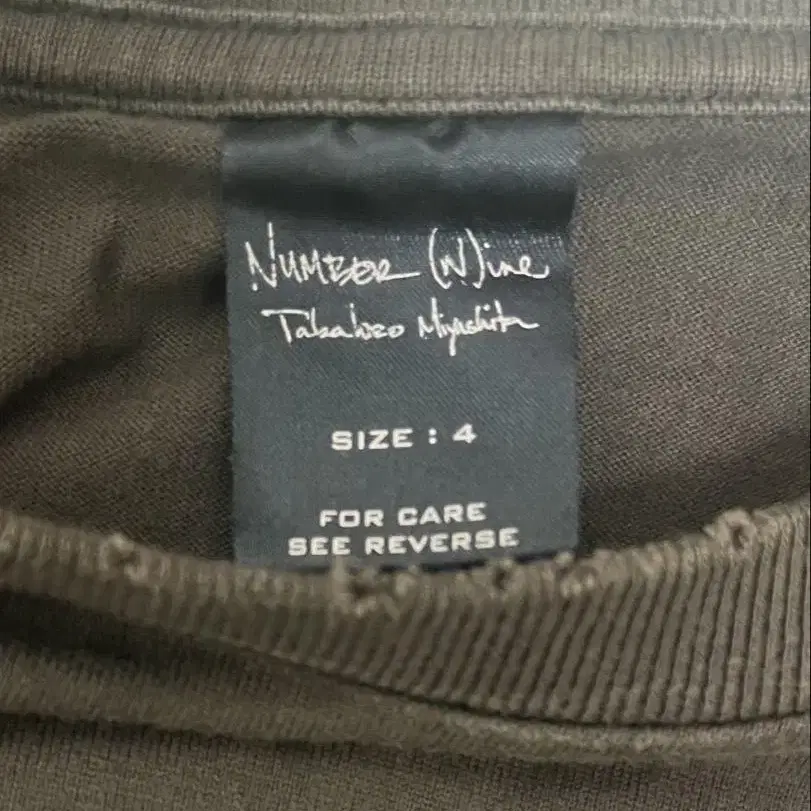 NUMBER (N)ine
Takahiro Miyashita
SIZE : 4
FOR CARE
SEE REVERSE